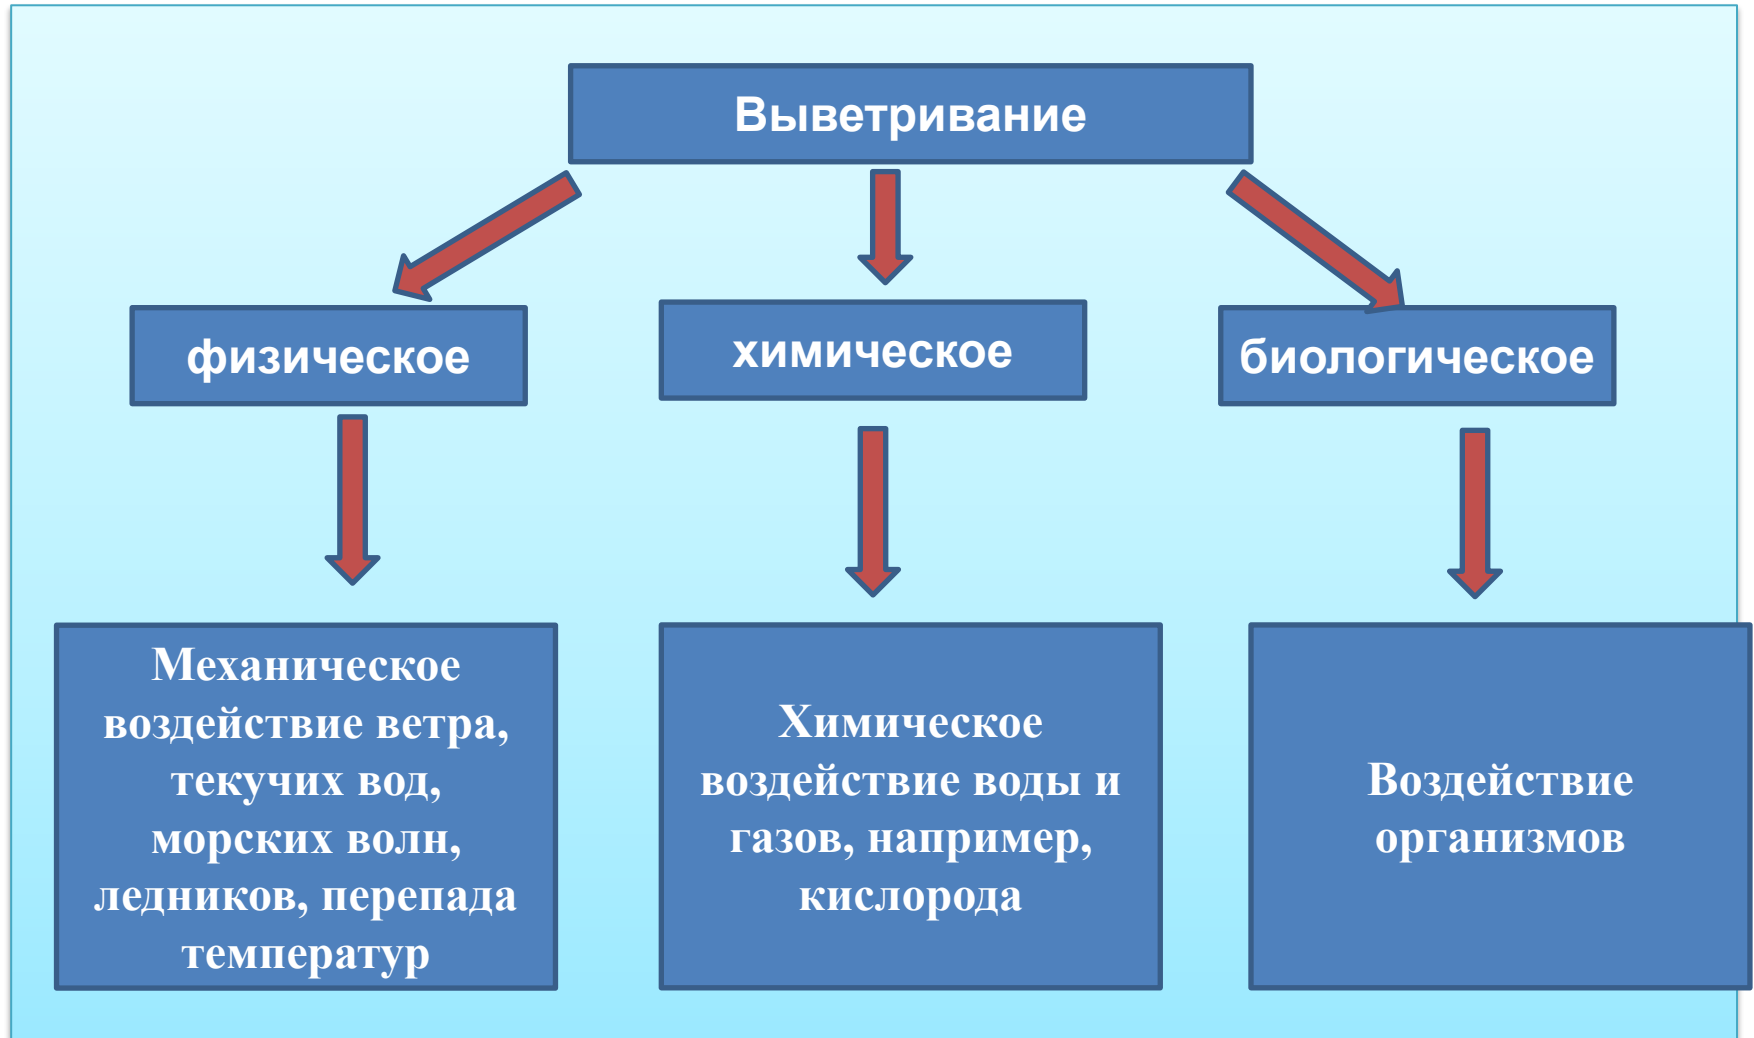 Выветривание
физическое
химическое
биологическое
Механическое
воздействие ветра,
текучих вод,
морских волн,
ледников, перепада
температур
Химическое
воздействие воды и
газов, например,
кислорода
Воздействие
организмов